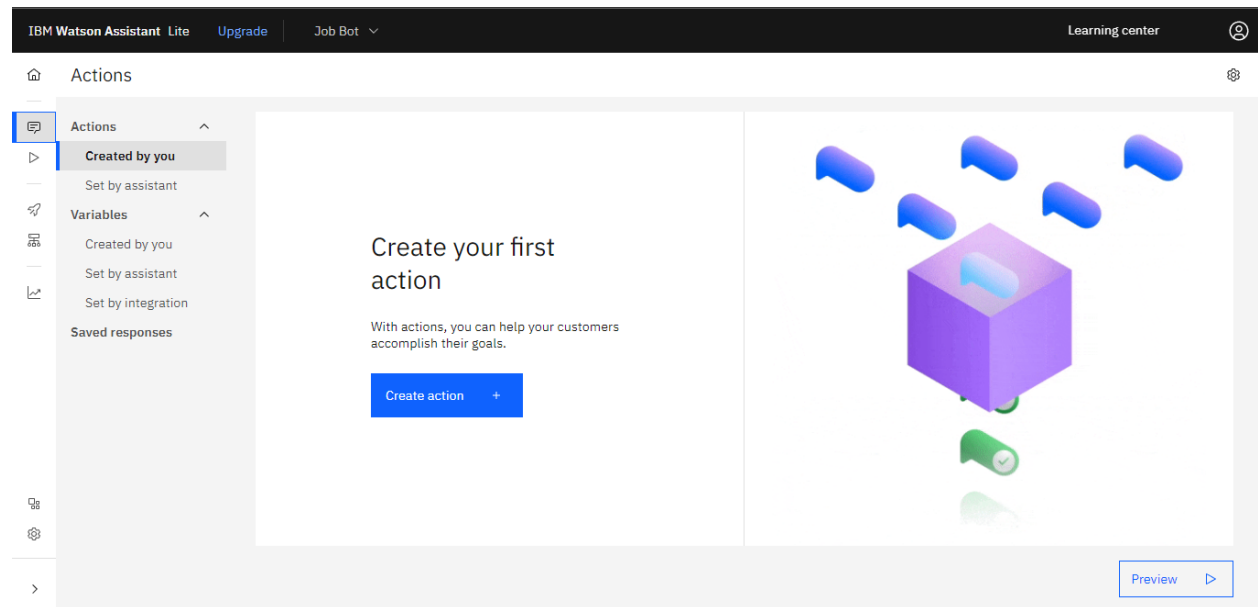 IBM Watson Assistant Lite Upgrade Job Bot Learning center
Actions
Actions
Created by you
Set by assistant
Variables
Created by you
Set by assistant
Set by integration
Saved responses
Create your first
action
With actions, you can help your customers
accomplish their goals.
Create action +
Preview